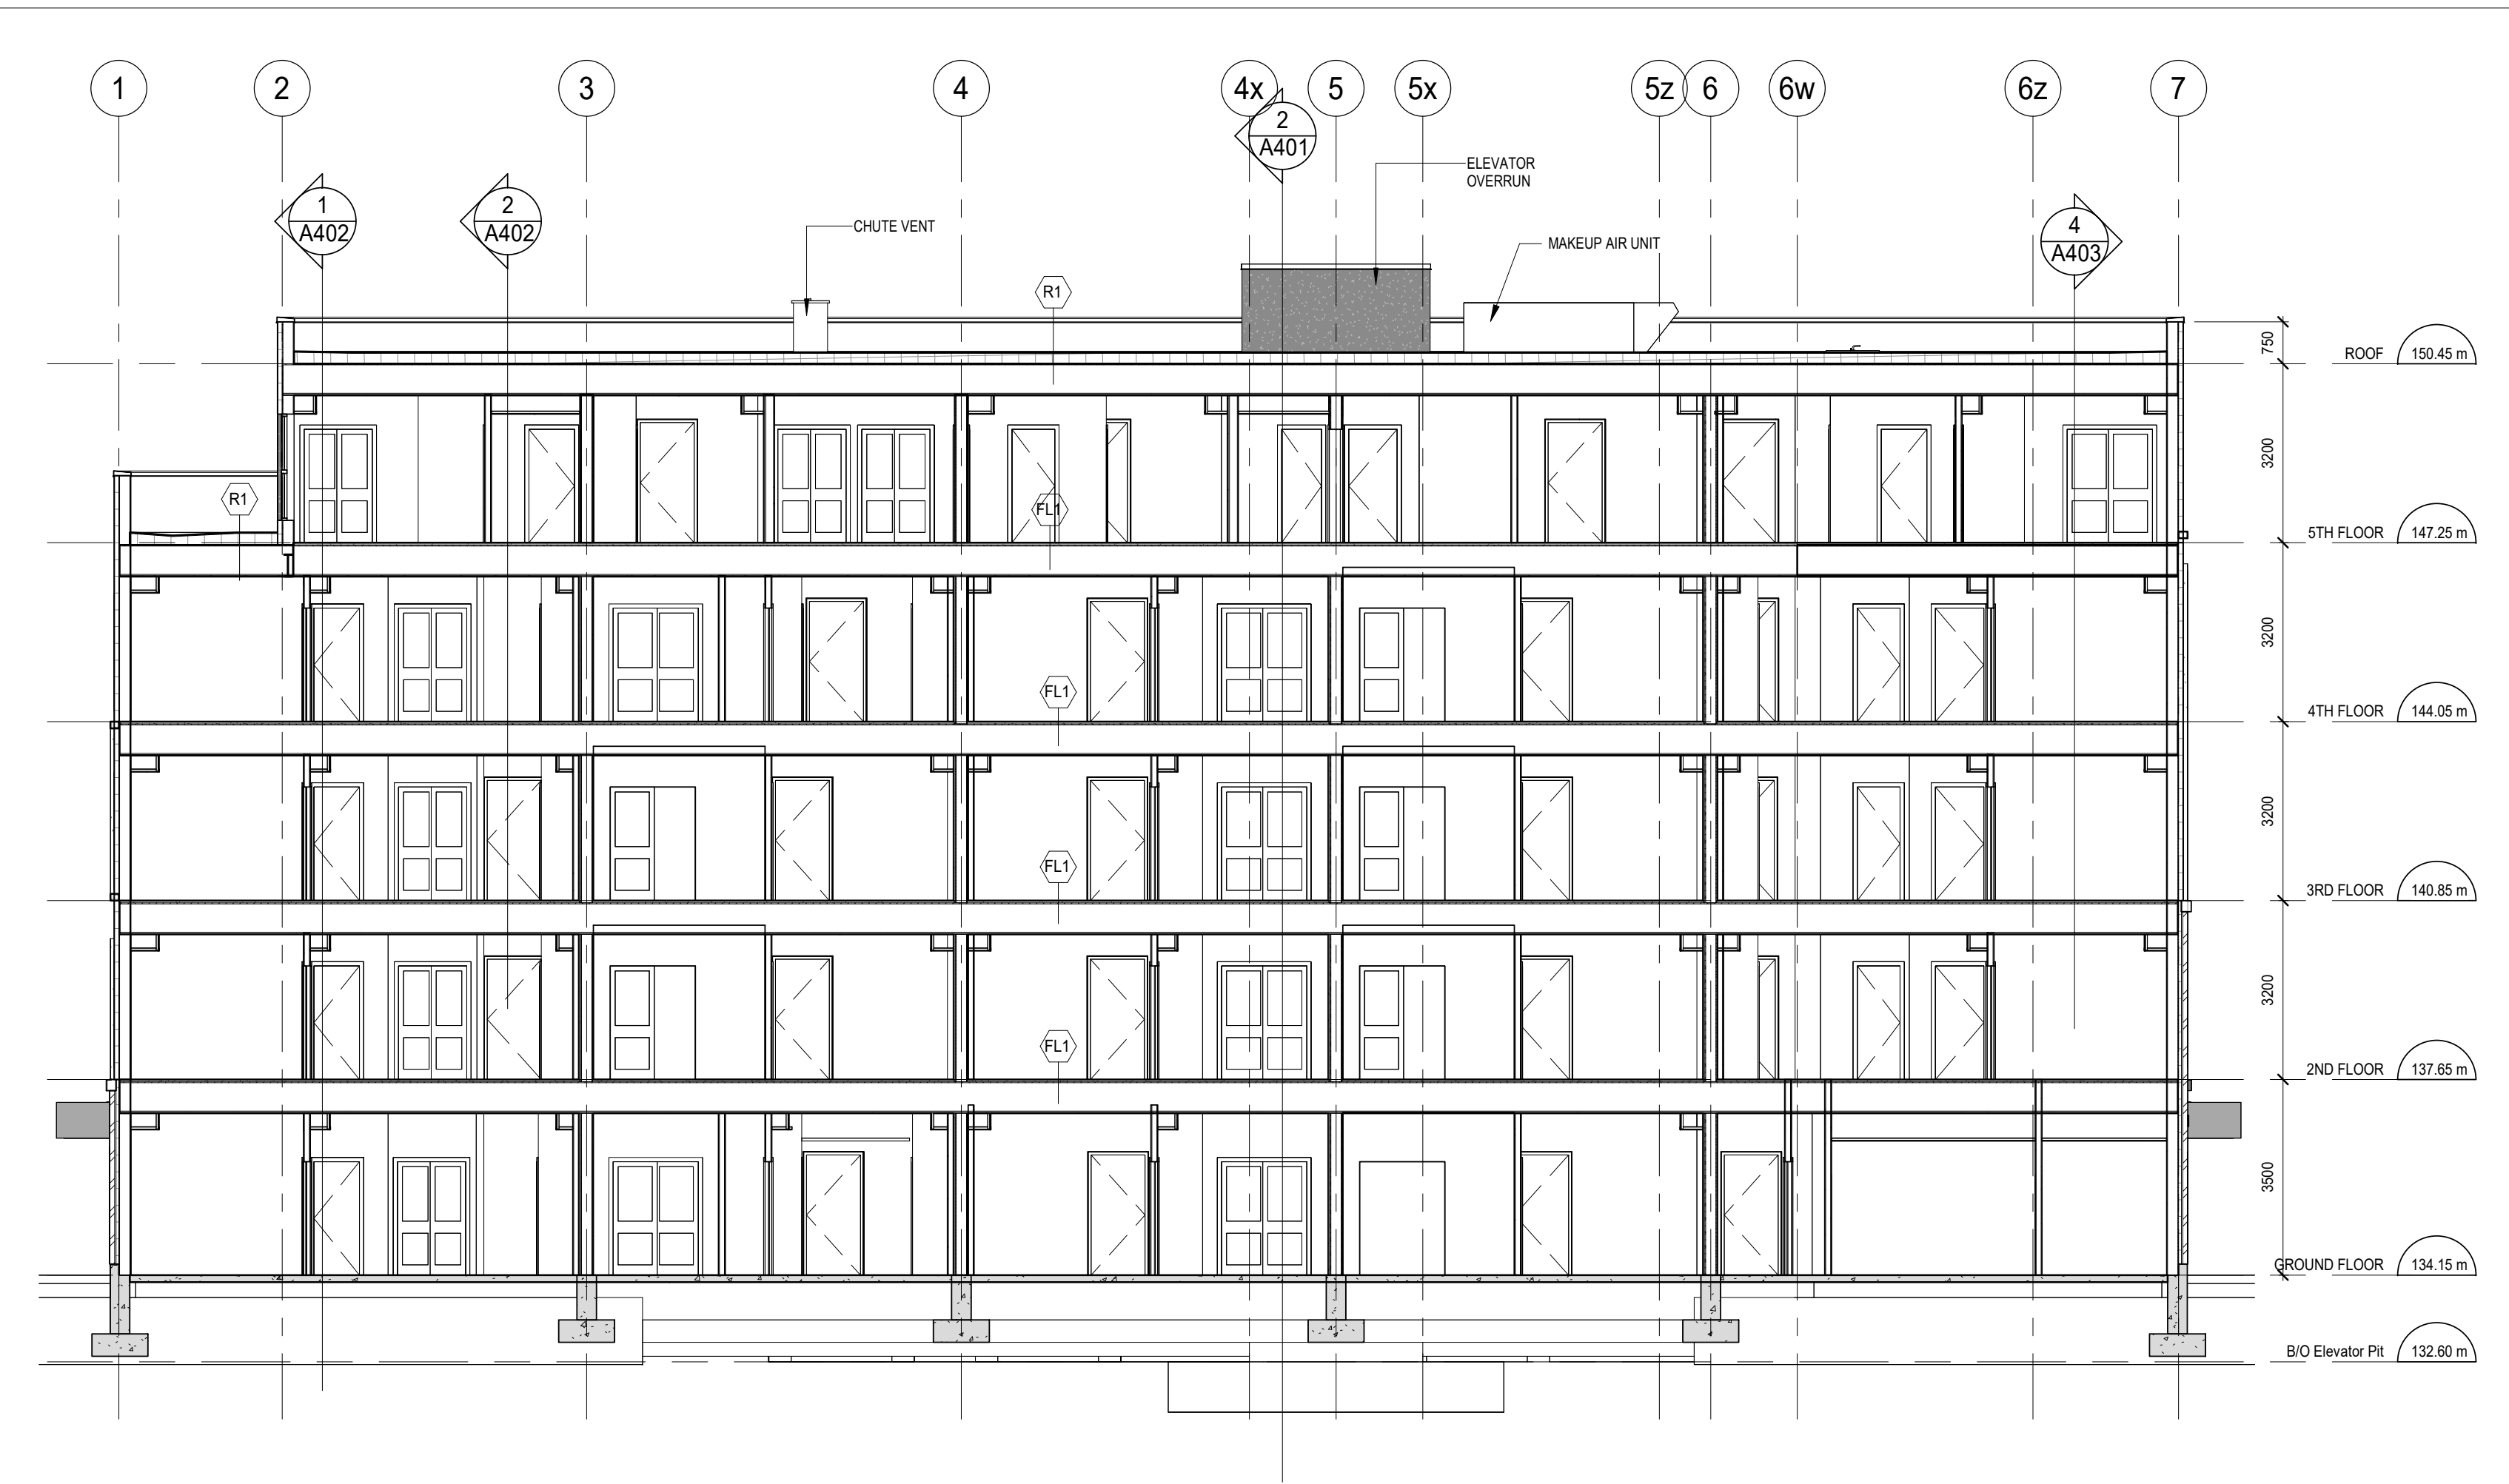 1
2
3
4
4x
5
5x
5z
6
6w
6z
7
2
A401
ELEVATOR
OVERRUN
1
A402
2
A402
CHUTE VENT
MAKEUP AIR UNIT
4
A403
R1
750
ROOF
150.45 m
3200
R1
FL1
5TH FLOOR
147.25 m
3200
FL1
4TH FLOOR
144.05 m
3200
FL1
3RD FLOOR
140.85 m
3200
FL1
2ND FLOOR
137.65 m
3500
GROUND FLOOR
134.15 m
B/O Elevator Pit
132.60 m